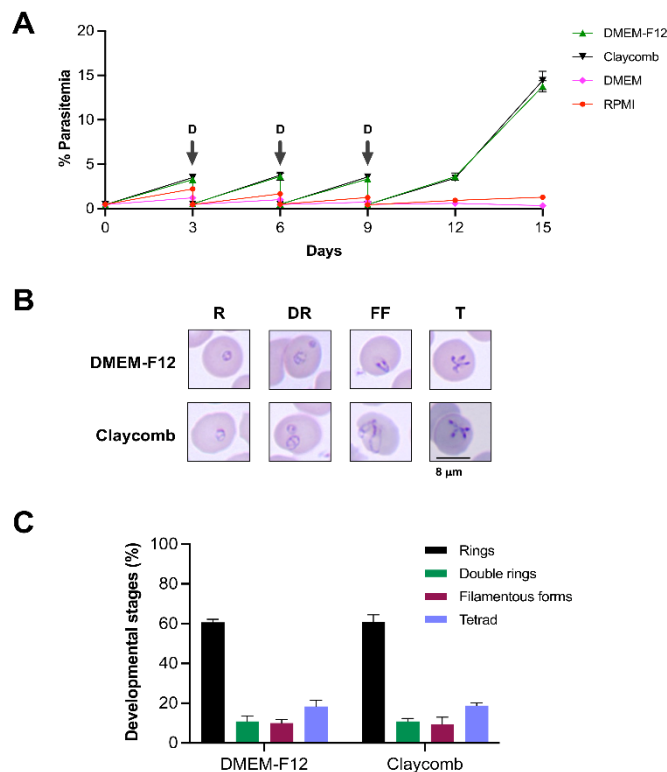 A
% Parasitemia
20
15
10
5
0
D D D
0 3 6 9 12 15
Days
DMEM-F12
Claycomb
DMEM
RPMI
B
R DR FF T
DMEM-F12
Claycomb
8 µm
C
Developmental stages (%)
100
80
60
40
20
0
DMEM-F12 Claycomb
Rings
Double rings
Filamentous forms
Tetrad